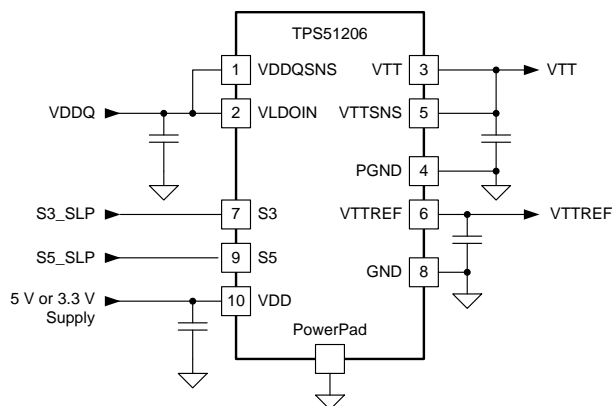 TPS51206
1 VDDQSNS VTT 3 VTT
VDDQ 2 VLDOIN VTTSNS 5
PGND 4
S3_SLP 7 S3 VTTREF 6 VTTREF
S5_SLP 9 S5 GND 8
5 V or 3.3 V 10 VDD
Supply
PowerPad